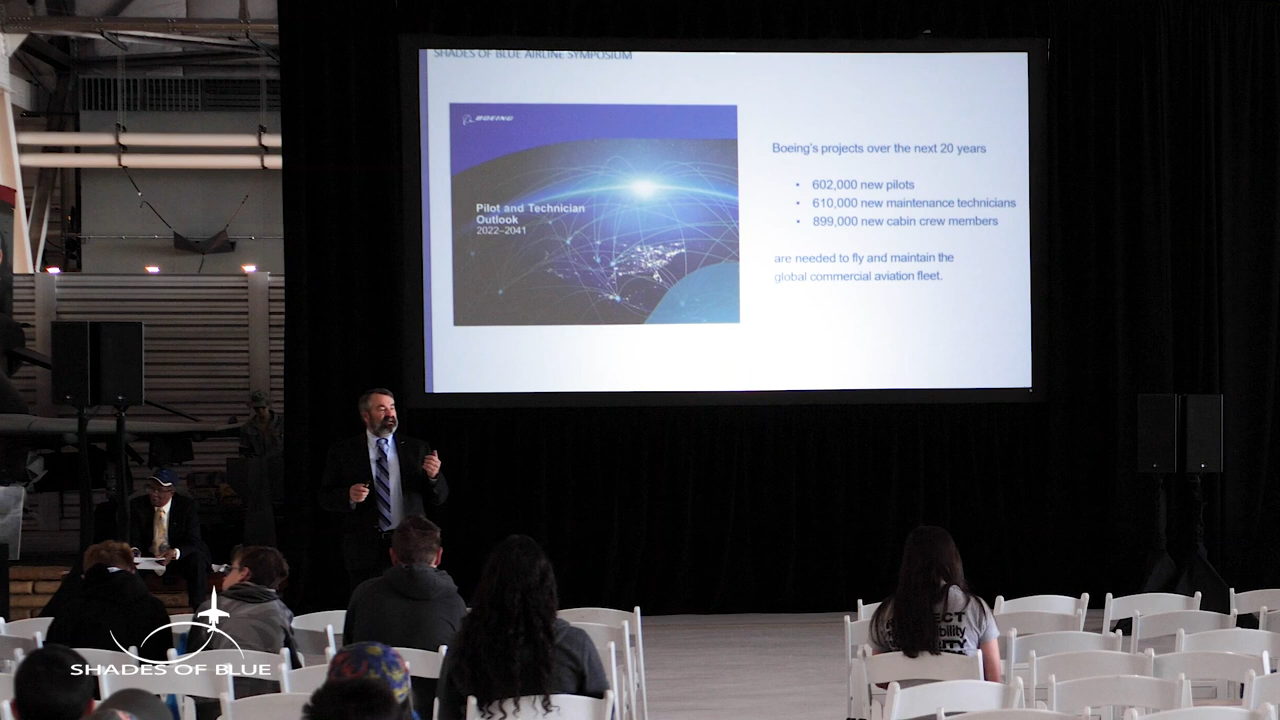 SHADES OF BLUE AIRLINE SYMPOSIUM
BOEING
Pilot and Technician
Outlook
2022–2041
Boeing's projects over the next 20 years
• 602,000 new pilots
• 610,000 new maintenance technicians
• 899,000 new cabin crew members
are needed to fly and maintain the
global commercial aviation fleet.
SHADES OF BLUE